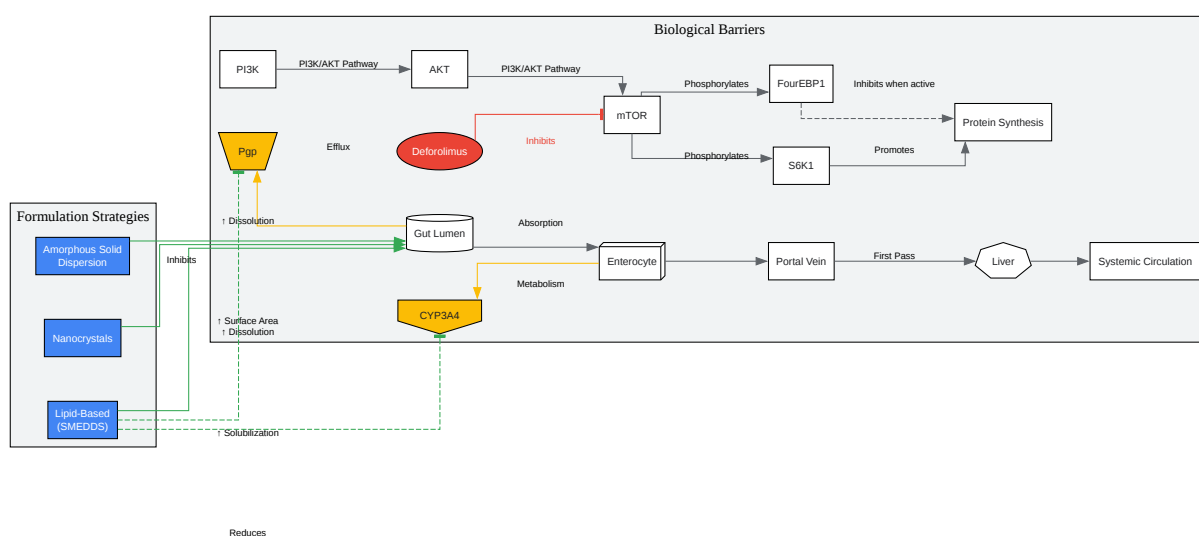 Biological Barriers
PI3K
PI3K/AKT Pathway
AKT
PI3K/AKT Pathway
mTOR
Phosphorylates
FourEBP1
Inhibits when active
Protein Synthesis
Pgp
Efflux
Deforolimus
Inhibits
Phosphorylates
S6K1
Promotes
Formulation Strategies
Amorphous Solid
Dispersion
↑ Dissolution
Inhibits
Gut Lumen
Absorption
Enterocyte
Portal Vein
First Pass
Liver
Systemic Circulation
Metabolism
CYP3A4
Nanocrystals
↑ Surface Area
↑ Dissolution
Lipid-Based
(SMEDDS)
↑ Solubilization
Reduces